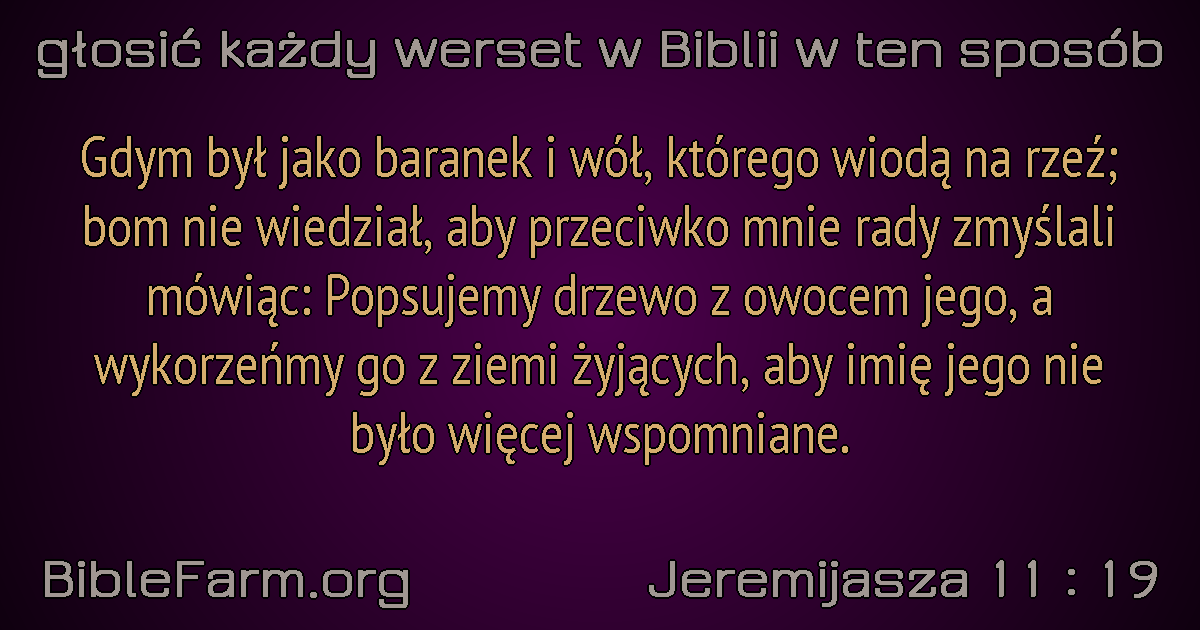 głosić każdy werset w Biblii w ten sposób
Gdym był jako baranek i wół, którego wiodą na rzeź;
bom nie wiedział, aby przeciwko mnie rady zmyślali
mówiąc: Popsujemy drzewo z owocem jego, a
wykorzeńmy go z ziemi żyjących, aby imię jego nie
było więcej wspomniane.
BibleFarm.org
Jeremijasza 11 : 19